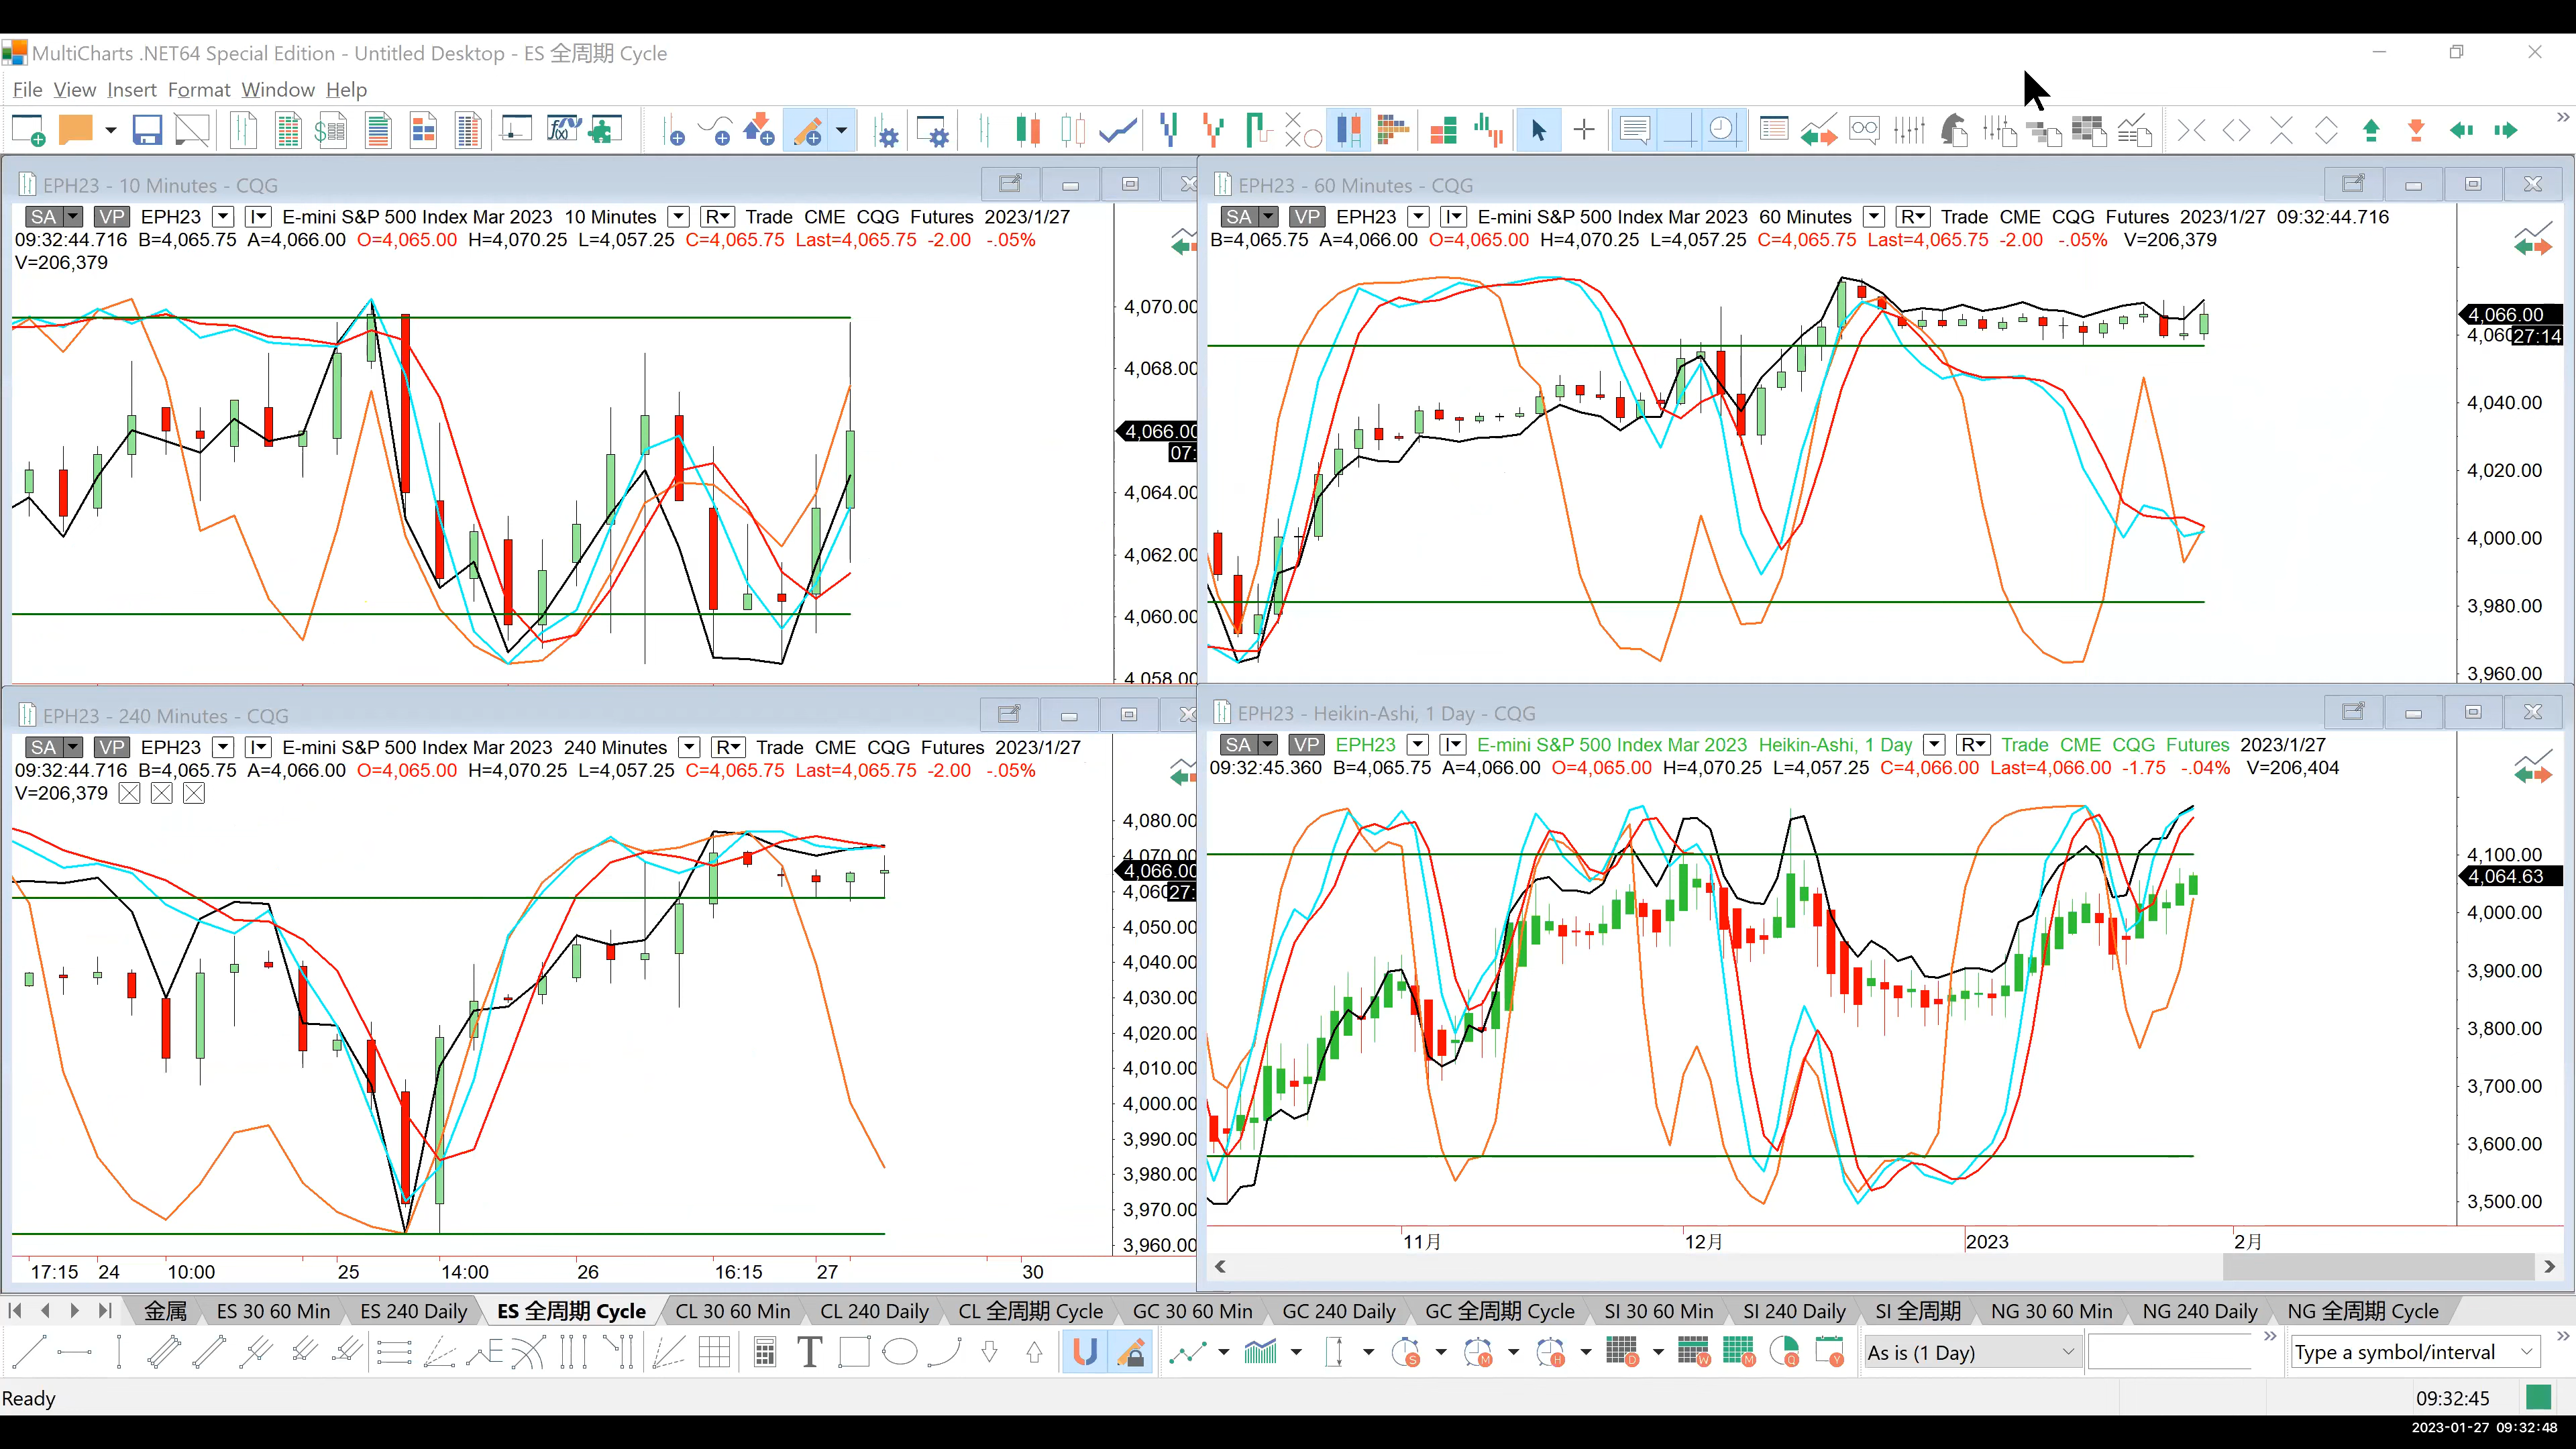 MultiCharts .NET64 Special Edition - Untitled Desktop - ES 全周期 Cycle
File View Insert Format Window Help
EPH23 - 10 Minutes - CQG
SA VP EPH23 I E-mini S&P 500 Index Mar 2023 10 Minutes R Trade CME CQG Futures 2023/1/27
09:32:44.716 B=4,065.75 A=4,066.00 O=4,065.00 H=4,070.25 L=4,057.25 C=4,065.75 Last=4,065.75 -2.00 -.05%
V=206,379
4,070.00
4,068.00
4,066.00
07:
4,064.00
4,062.00
4,060.00
4,058.00
EPH23 - 60 Minutes - CQG
SA VP EPH23 I E-mini S&P 500 Index Mar 2023 60 Minutes R Trade CME CQG Futures 2023/1/27 09:32:44.716
B=4,065.75 A=4,066.00 O=4,065.00 H=4,070.25 L=4,057.25 C=4,065.75 Last=4,065.75 -2.00 -.05% V=206,379
4,066.00
4,060 27:14
4,040.00
4,020.00
4,000.00
3,980.00
3,960.00
EPH23 - 240 Minutes - CQG
SA VP EPH23 I E-mini S&P 500 Index Mar 2023 240 Minutes R Trade CME CQG Futures 2023/1/27
09:32:44.716 B=4,065.75 A=4,066.00 O=4,065.00 H=4,070.25 L=4,057.25 C=4,065.75 Last=4,065.75 -2.00 -.05%
V=206,379
4,080.00
4,070.00
4,066.00
4,060 27:
4,050.00
4,040.00
4,030.00
4,020.00
4,010.00
4,000.00
3,990.00
3,980.00
3,970.00
3,960.00
17:15 24 10:00 25 14:00 26 16:15 27 30
EPH23 - Heikin-Ashi, 1 Day - CQG
SA VP EPH23 I E-mini S&P 500 Index Mar 2023 Heikin-Ashi, 1 Day R Trade CME CQG Futures 2023/1/27
09:32:45.360 B=4,065.75 A=4,066.00 O=4,065.00 H=4,070.25 L=4,057.25 C=4,066.00 Last=4,066.00 -1.75 -.04% V=206,404
4,100.00
4,064.63
4,000.00
3,900.00
3,800.00
3,700.00
3,600.00
3,500.00
11月 12月 2023 2月
金属 ES 30 60 Min ES 240 Daily ES 全周期 Cycle CL 30 60 Min CL 240 Daily CL 全周期 Cycle GC 30 60 Min GC 240 Daily GC 全周期 Cycle SI 30 60 Min SI 240 Daily SI 全周期 NG 30 60 Min NG 240 Daily NG 全周期 Cycle
As is (1 Day) Type a symbol/interval
Ready 09:32:45
2023-01-27 09:32:48